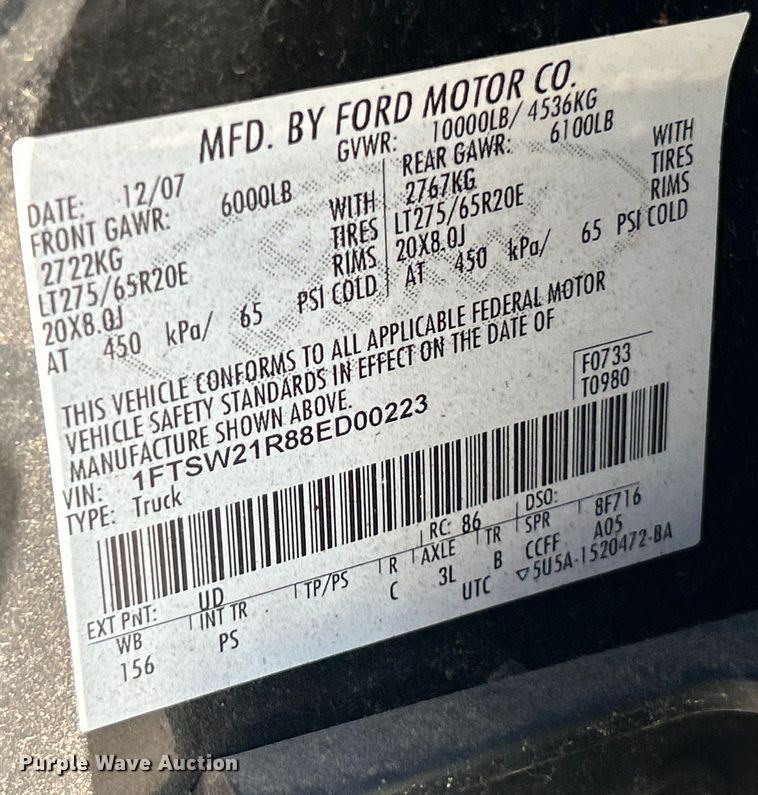 MFD. BY FORD MOTOR CO.
DATE: 12/07 GVWR: 10000LB/ 4536KG
FRONT GAWR: 6000LB REAR GAWR: 6100LB
2722KG WITH 2767KG WITH
LT275/65R20E TIRES LT275/65R20E TIRES
20X8.0J RIMS 20X8.0J RIMS
AT 450 kPa/ 65 PSI COLD AT 450 kPa/ 65 PSI COLD
THIS VEHICLE CONFORMS TO ALL APPLICABLE FEDERAL MOTOR
VEHICLE SAFETY STANDARDS IN EFFECT ON THE DATE OF
MANUFACTURE SHOWN ABOVE.
VIN: 1FTSW21R88ED00223
TYPE: Truck
F0733
T0980
EXT PNT: UD RC: 86 DSO:
WB INT TR TP/PS R AXLE TR SPR 8F716
156 PS C 3L B CCFF A05
UTC ▽5U5A-1520472-BA
Purple Wave Auction